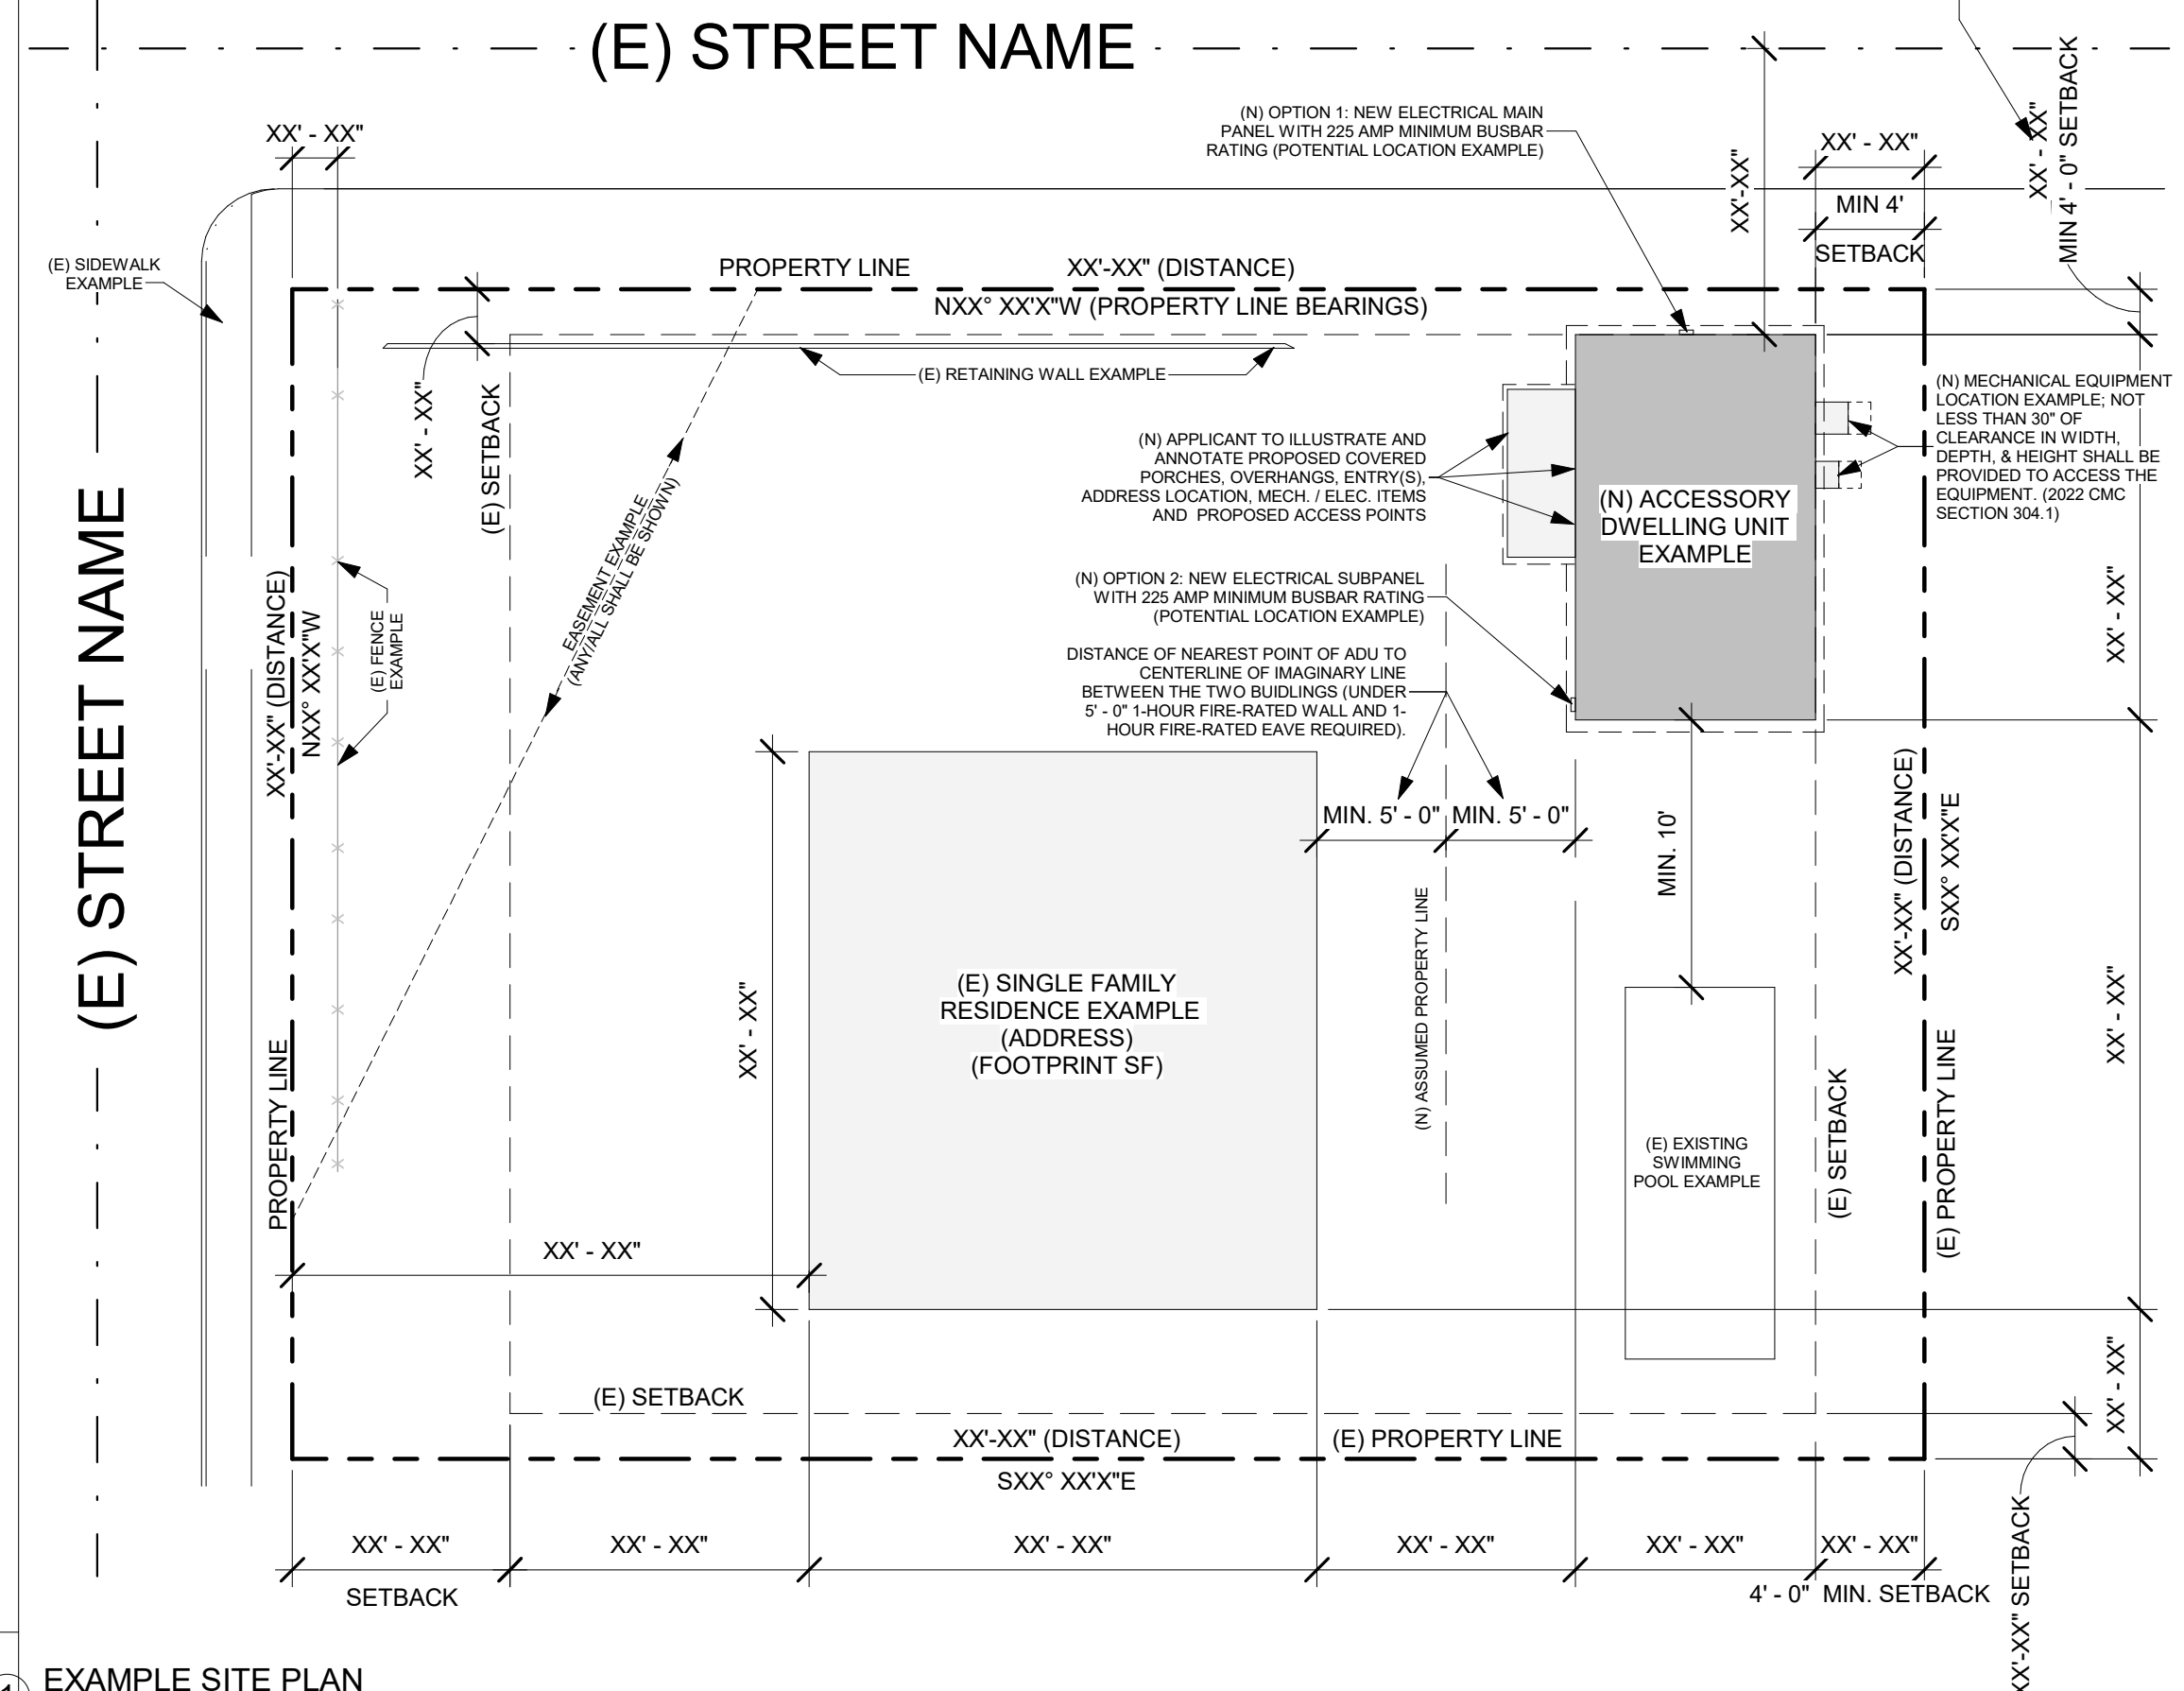 (E) STREET NAME
XX' - XX"
(N) OPTION 1: NEW ELECTRICAL MAIN
PANEL WITH 225 AMP MINIMUM BUSBAR
RATING (POTENTIAL LOCATION EXAMPLE)
XX'-XX"
XX' - XX"
MIN 4'
SETBACK
XX' - XX"
MIN 4' - 0" SETBACK
(E) SIDEWALK
EXAMPLE
PROPERTY LINE
XX'-XX" (DISTANCE)
NXX° XX'X"W (PROPERTY LINE BEARINGS)
XX' - XX"
(E) SETBACK
(E) RETAINING WALL EXAMPLE
(N) MECHANICAL EQUIPMENT
LOCATION EXAMPLE; NOT
LESS THAN 30" OF
CLEARANCE IN WIDTH,
DEPTH, & HEIGHT SHALL BE
PROVIDED TO ACCESS THE
EQUIPMENT. (2022 CMC
SECTION 304.1)
(N) APPLICANT TO ILLUSTRATE AND
ANNOTATE PROPOSED COVERED
PORCHES, OVERHANGS, ENTRY(S),
ADDRESS LOCATION, MECH. / ELEC. ITEMS
AND PROPOSED ACCESS POINTS
(N) ACCESSORY
DWELLING UNIT
EXAMPLE
(E) STREET NAME
EASEMENT EXAMPLE
(ANY/ALL SHALL BE SHOWN)
(N) OPTION 2: NEW ELECTRICAL SUBPANEL
WITH 225 AMP MINIMUM BUSBAR RATING
(POTENTIAL LOCATION EXAMPLE)
XX'-XX" (DISTANCE)
NXX° XX'X"W
(E) FENCE
EXAMPLE
XX' - XX"
DISTANCE OF NEAREST POINT OF ADU TO
CENTERLINE OF IMAGINARY LINE
BETWEEN THE TWO BUIDLINGS (UNDER
5' - 0" 1-HOUR FIRE-RATED WALL AND 1-
HOUR FIRE-RATED EAVE REQUIRED).
MIN. 5' - 0"
MIN. 5' - 0"
MIN. 10'
XX'-XX" (DISTANCE)
SXX° XX'X"E
(N) ASSUMED PROPERTY LINE
XX' - XX"
(E) SINGLE FAMILY
RESIDENCE EXAMPLE
(ADDRESS)
(FOOTPRINT SF)
XX' - XX"
PROPERTY LINE
(E) EXISTING
SWIMMING
POOL EXAMPLE
(E) SETBACK
(E) PROPERTY LINE
XX' - XX"
XX' - XX"
(E) SETBACK
XX'-XX" (DISTANCE)
(E) PROPERTY LINE
SXX° XX'X"E
XX' - XX"
SETBACK
XX' - XX"
XX' - XX"
XX' - XX"
XX' - XX"
XX' - XX"
4' - 0" MIN. SETBACK
XX'-XX" SETBACK
1
EXAMPLE SITE PLAN